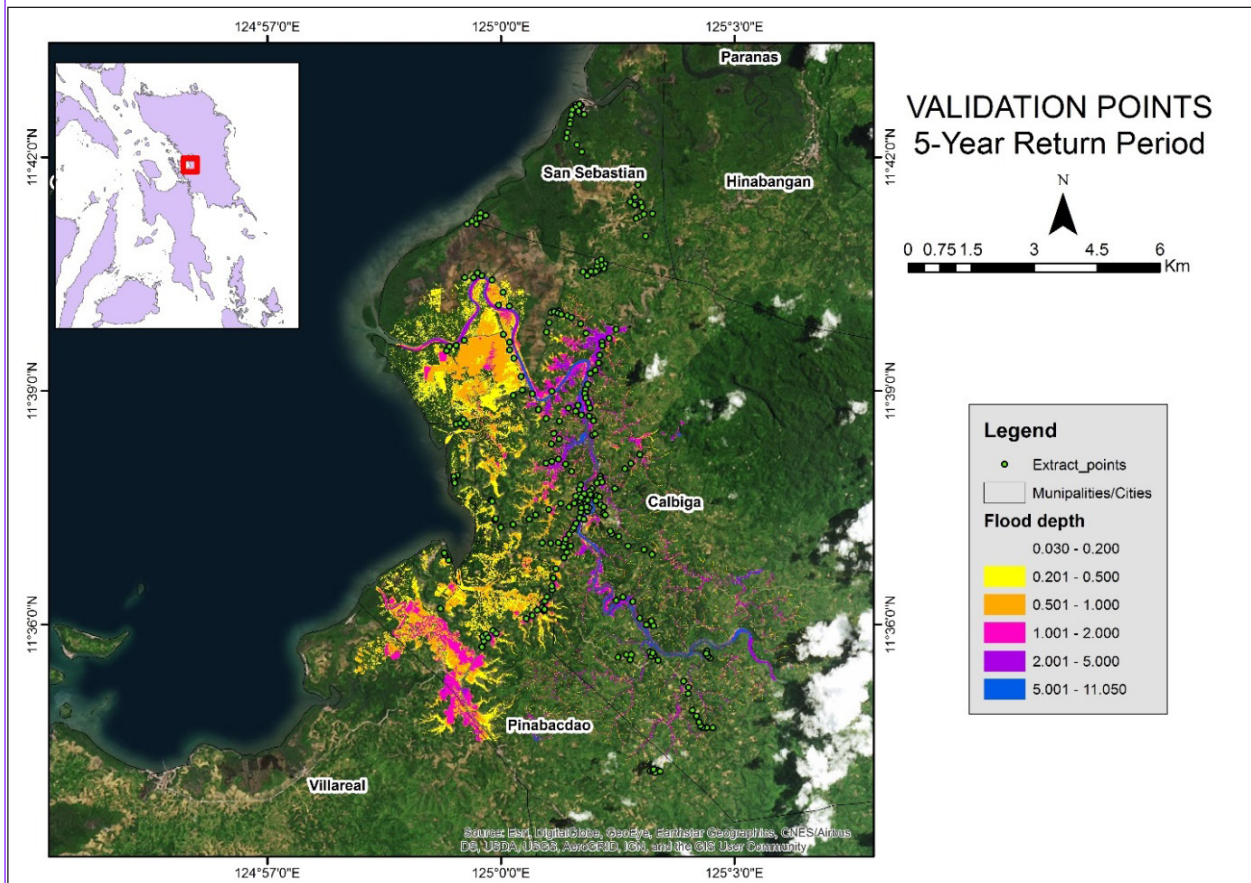 124°57'0"E
125°0'0"E
125°3'0"E
Paranas
VALIDATION POINTS
5-Year Return Period
N
0 0.75 1.5 3 4.5 6
Km
11°42'0"N
11°42'0"N
San Sebastian
Hinabangan
11°39'0"N
11°39'0"N
Legend
Extract_points
Munipalities/Cities
Flood depth
0.030 - 0.200
0.201 - 0.500
0.501 - 1.000
1.001 - 2.000
2.001 - 5.000
5.001 - 11.050
Calbiga
11°36'0"N
11°36'0"N
Pinabacdao
Villareal
Source: Esri, DigitalGlobe, GeoEye, Earthstar Geographics, CNES/Airbus
DS, USDA, USGS, AeroGRID, IGN, and the GIS User Community
124°57'0"E
125°0'0"E
125°3'0"E